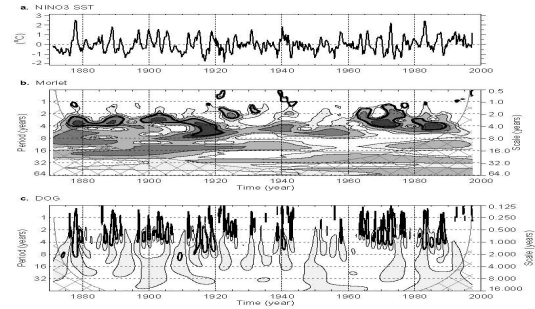 a. NINO3 SST
3
2
1
0
-1
-2
(°C)
1880 1900 1920 1940 1960 1980 2000
b. Morlet
Period (years)
1
2
4
8
16
32
64
0.5
1.0
2.0
4.0
8.0
16.0
32.0
64.0
Scale (years)
1880 1900 1920 1940 1960 1980 2000
Time (year)
c. DOG
Period (years)
1
2
4
8
16
32
0.125
0.250
0.500
1.000
2.000
4.000
8.000
16.000
Scale (years)
1880 1900 1920 1940 1960 1980 2000
Time (year)